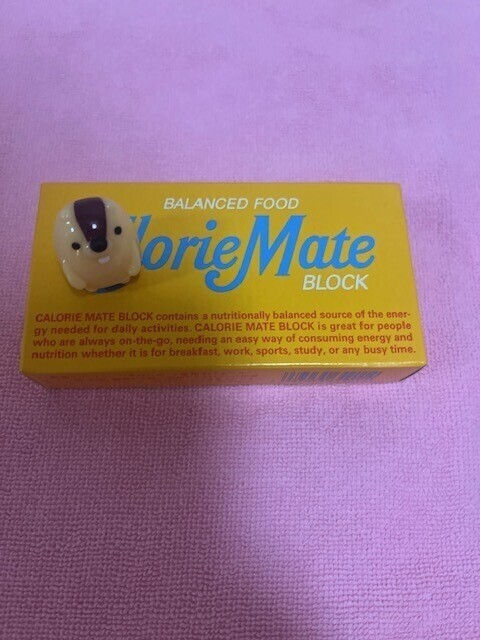 BALANCED FOOD
lorieMate
BLOCK
CALORIE MATE BLOCK contains a nutritionally balanced source of the ener-
gy needed for daily activities. CALORIE MATE BLOCK is great for people
who are always on-the-go, needing an easy way of consuming energy and
nutrition whether it is for breakfast, work, sports, study, or any busy time.